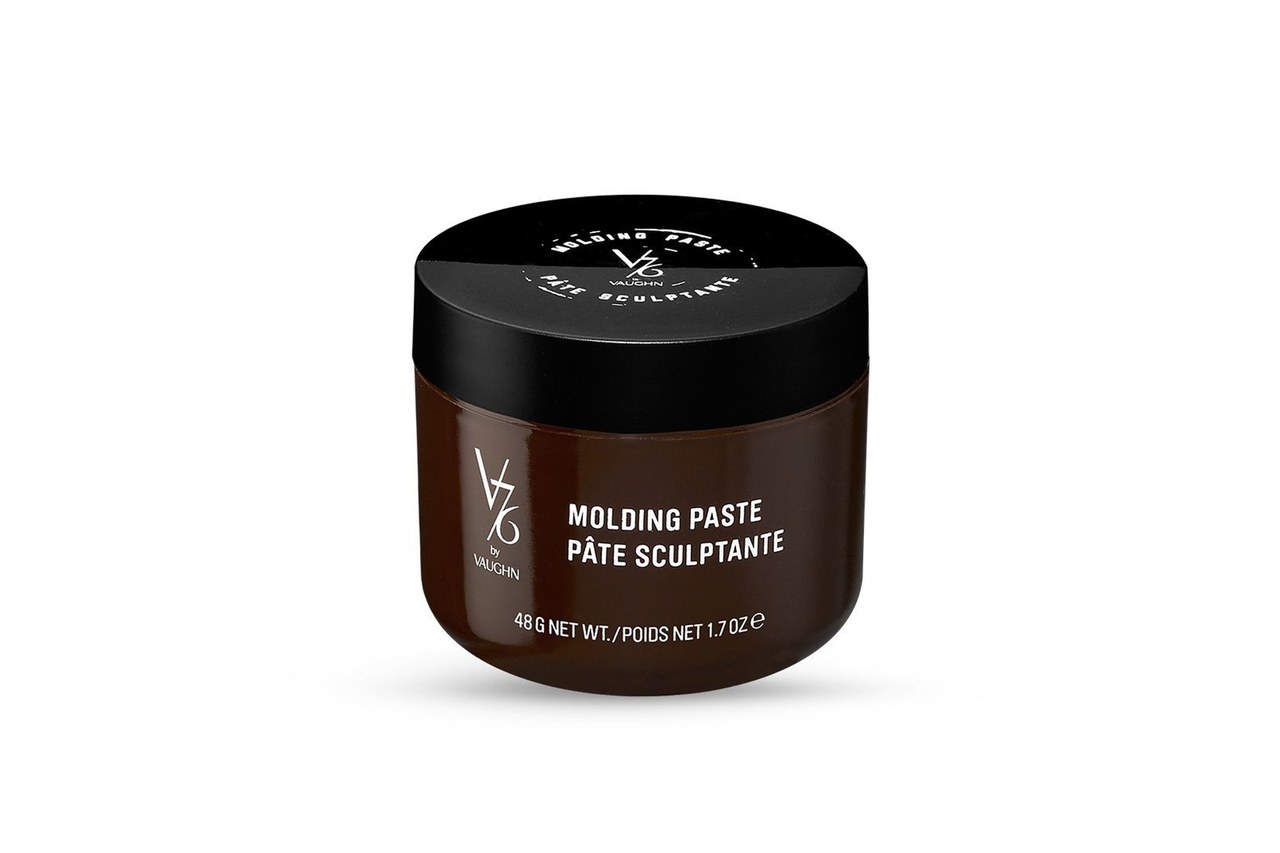 MOLDING PASTE
V76
by
VAUGHN
PÂTE SCULPTANTE
V76
by
VAUGHN
MOLDING PASTE
PÂTE SCULPTANTE
48 G NET WT./POIDS NET 1.7 OZ ℮